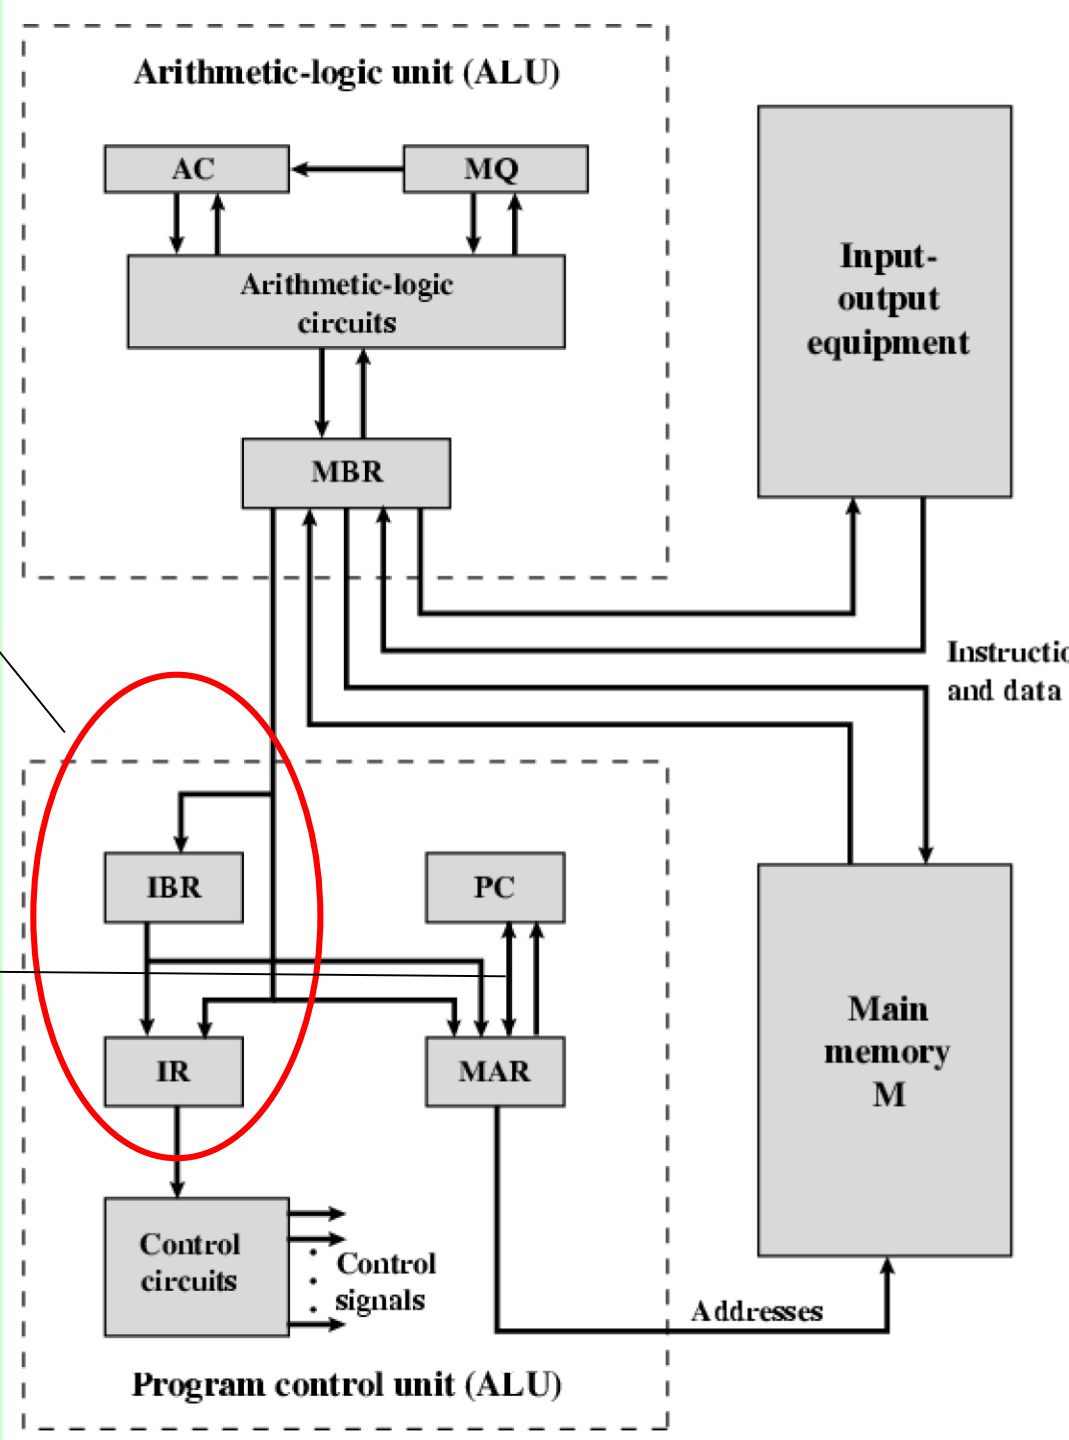 Arithmetic-logic unit (ALU)
AC
MQ
Arithmetic-logic
circuits
Input-
output
equipment
MBR
Instructio
and data
IBR
PC
IR
MAR
Main
memory
M
Control
circuits
Control
signals
Addresses
Program control unit (ALU)